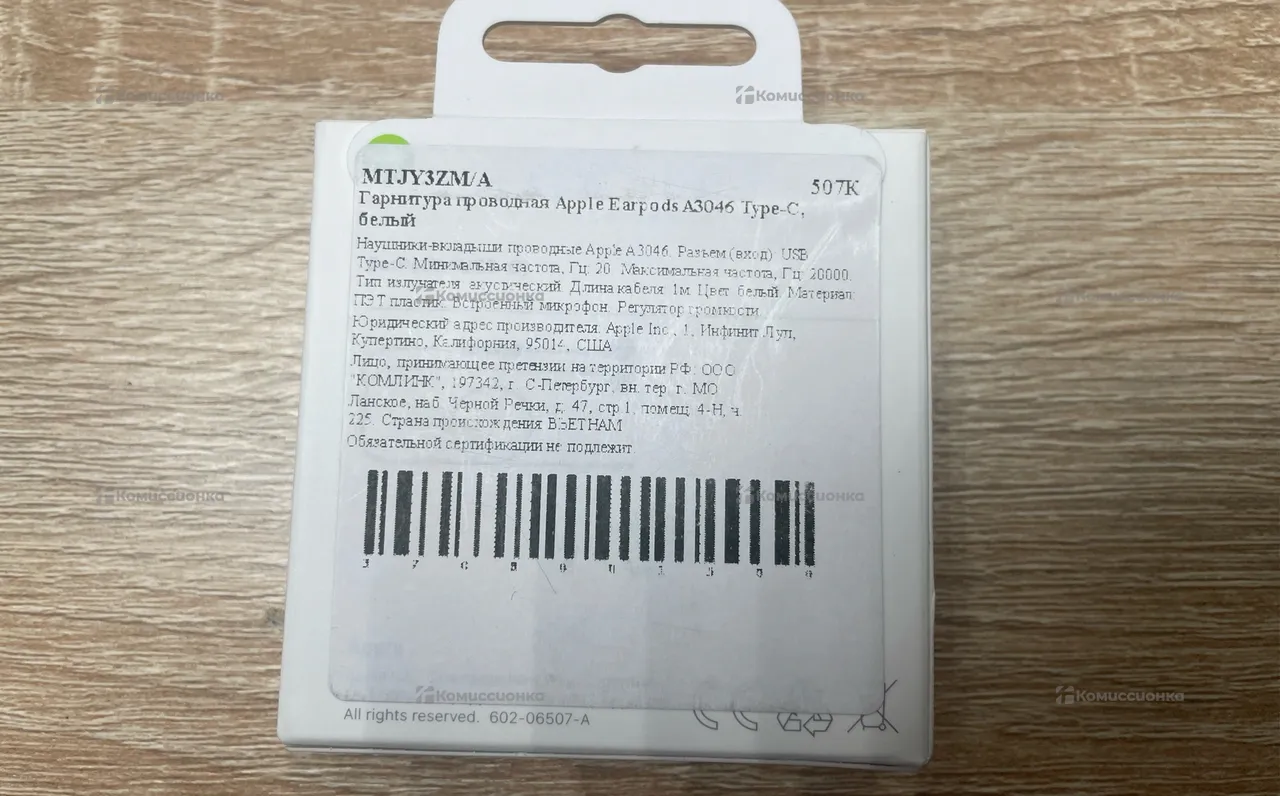 MTJY3ZM/A 507K
Гарнитура проводная Apple Earpods A3046 Type-C,
белый
Наушники-вкладыши проводные Apple A3046. Разъем (вход): USB
Type-C. Минимальная частота, Гц: 20. Максимальная частота, Гц: 20000.
Тип излучателя: акустический. Длина кабеля: 1м. Цвет: белый. Материал:
ПЭТ пластик. Встроенный микрофон. Регулятор громкости.
Юридический адрес производителя: Apple Inc., 1, Инфинит Луп,
Купертино, Калифорния, 95014, США
Лицо, принимающее претензии на территории РФ: ООО
"КОМЛИНК", 197342, г. С-Петербург, вн. тер. г. МО
Ланское, наб. Черной Речки, д. 47, стр.1, помещ. 4-Н, ч.
225. Страна происхождения ВЬЕТНАМ
Обязательной сертификации не подлежит.
All rights reserved. 602-06507-A
Комиссионка
Комиссионка
Комиссионка
Комиссионка
Комиссионка
Комиссионка
Комиссионка
Комиссионка